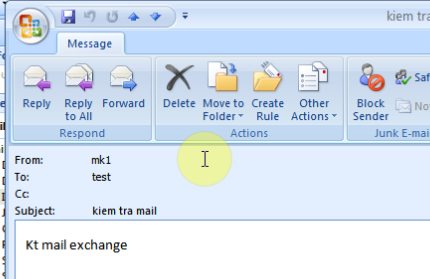 kiem tra
Message
Reply
Reply to All
Forward
Respond
Delete
Move to Folder
Create Rule
Other Actions
Actions
Block Sender
Saf
No
Junk E-mai
From: mk1
To: test
Cc:
Subject: kiem tra mail
Kt mail exchange